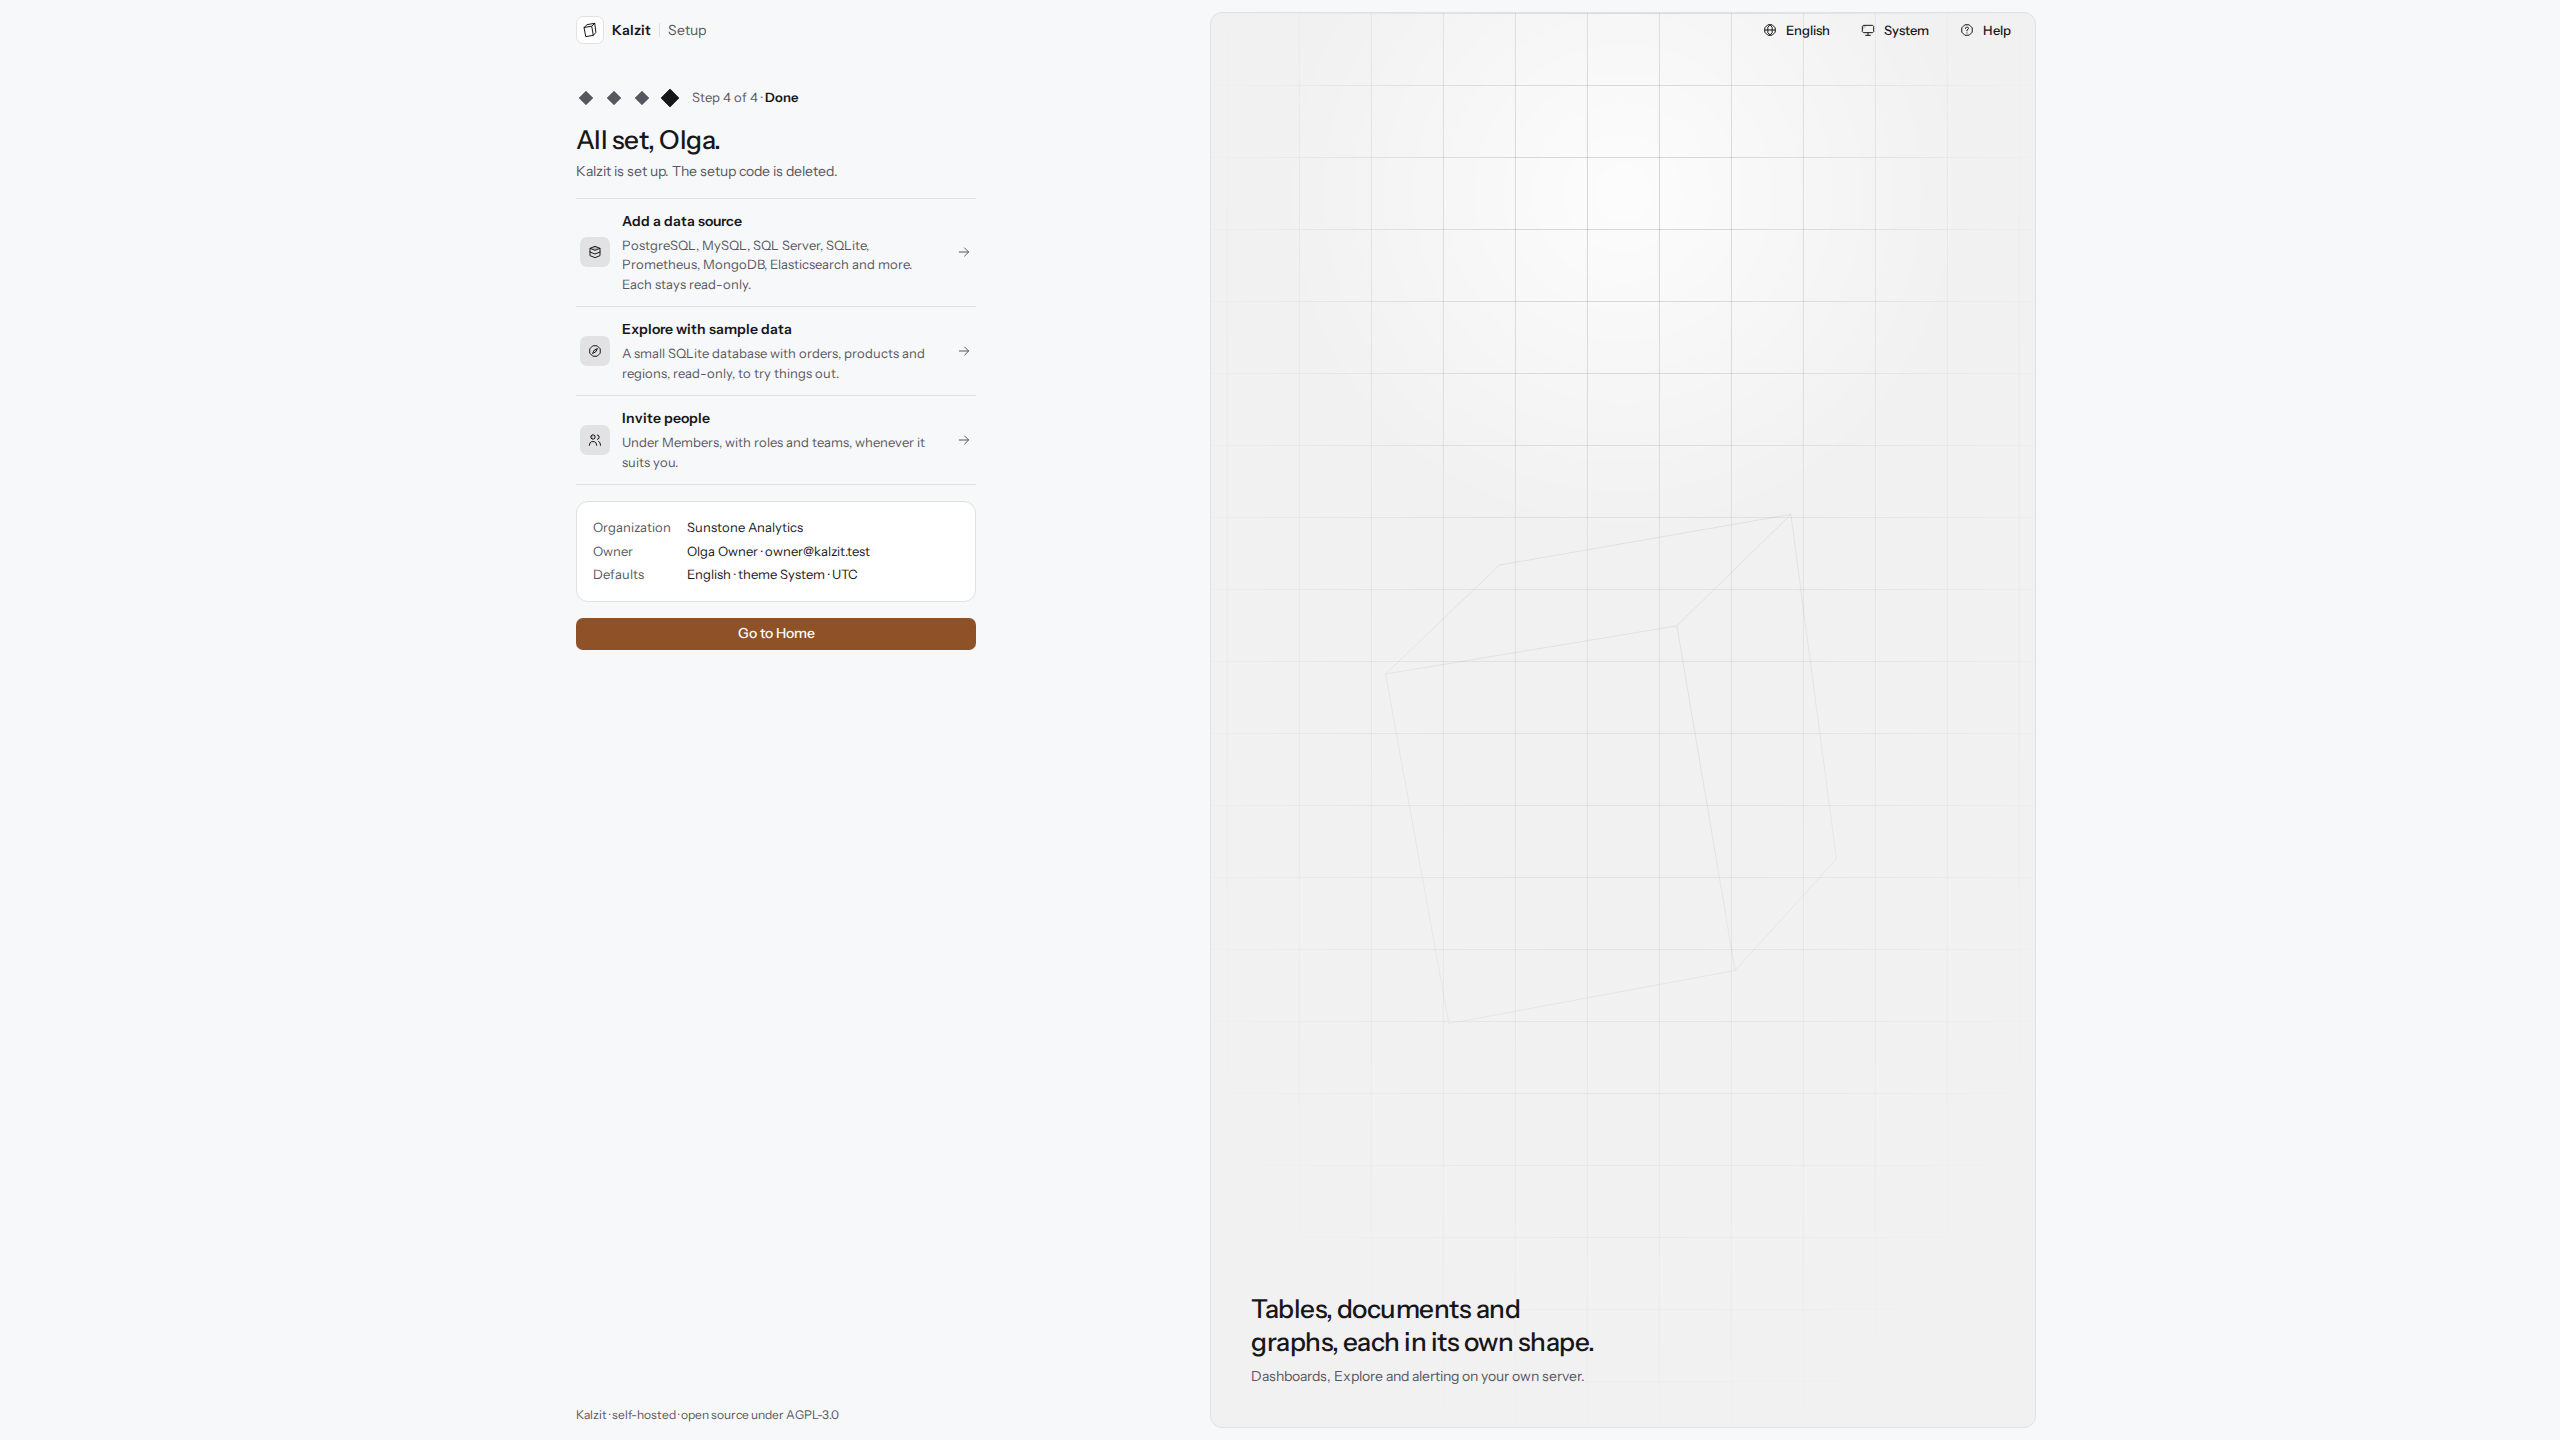 Kalzit Setup
English System Help
Step 4 of 4 · Done
All set, Olga.
Kalzit is set up. The setup code is deleted.
Add a data source
PostgreSQL, MySQL, SQL Server, SQLite,
Prometheus, MongoDB, Elasticsearch and more.
Each stays read-only.
Explore with sample data
A small SQLite database with orders, products and
regions, read-only, to try things out.
Invite people
Under Members, with roles and teams, whenever it
suits you.
Organization Sunstone Analytics
Owner Olga Owner · owner@kalzit.test
Defaults English · theme System · UTC
Go to Home
Tables, documents and
graphs, each in its own shape.
Dashboards, Explore and alerting on your own server.
Kalzit · self-hosted · open source under AGPL-3.0